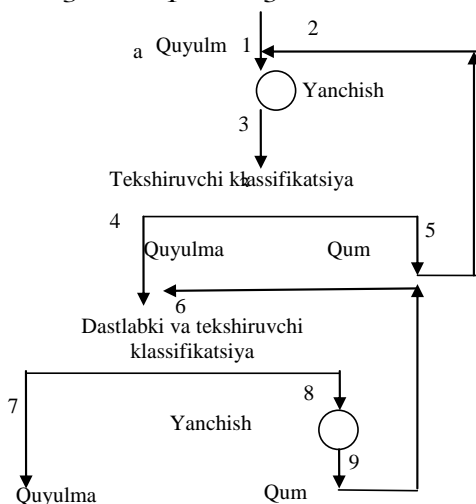 2
a Quyulm 1
Yanchish
3
Tekshiruvchi klassifikatsiya
4
5
Quyulma Qum
6
Dastlabki va tekshiruvchi
klassifikatsiya
7
8
Yanchish
9
Quyulma Qum